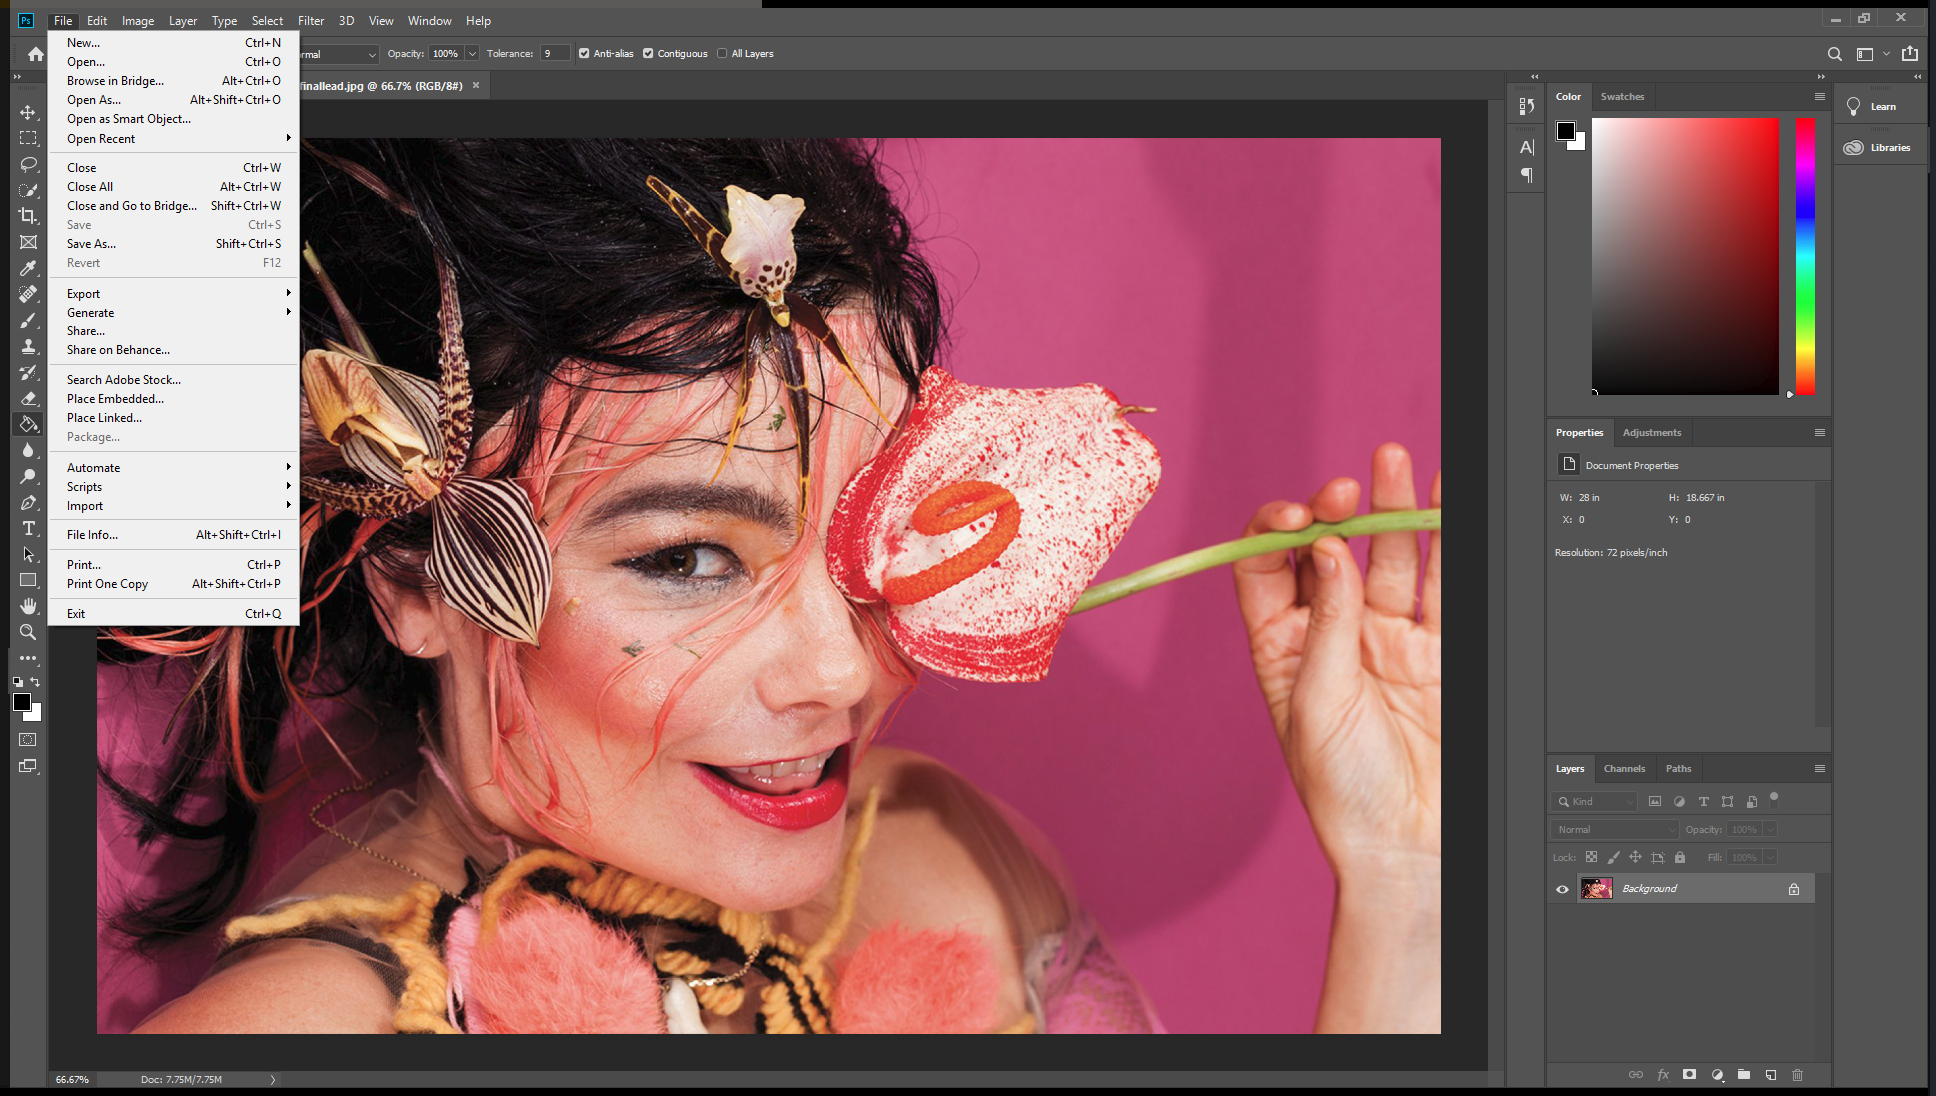 Ps File Edit Image Layer Type Select Filter 3D View Window Help
rmal Opacity: 100% Tolerance: 9 Anti-alias Contiguous All Layers
finallead.jpg @ 66.7% (RGB/8#) ×
New... Ctrl+N
Open... Ctrl+O
Browse in Bridge... Alt+Ctrl+O
Open As... Alt+Shift+Ctrl+O
Open as Smart Object...
Open Recent
Close Ctrl+W
Close All Alt+Ctrl+W
Close and Go to Bridge... Shift+Ctrl+W
Save Ctrl+S
Save As... Shift+Ctrl+S
Revert F12
Export
Generate
Share...
Share on Behance...
Search Adobe Stock...
Place Embedded...
Place Linked...
Package...
Automate
Scripts
Import
File Info... Alt+Shift+Ctrl+I
Print... Ctrl+P
Print One Copy Alt+Shift+Ctrl+P
Exit Ctrl+Q
66.67% Doc: 7.75M/7.75M
Color Swatches
Learn
Libraries
Properties Adjustments
Document Properties
W: 28 in H: 18.667 in
X: 0 Y: 0
Resolution: 72 pixels/inch
Layers Channels Paths
Kind
Normal Opacity: 100%
Lock: Fill: 100%
Background
fx